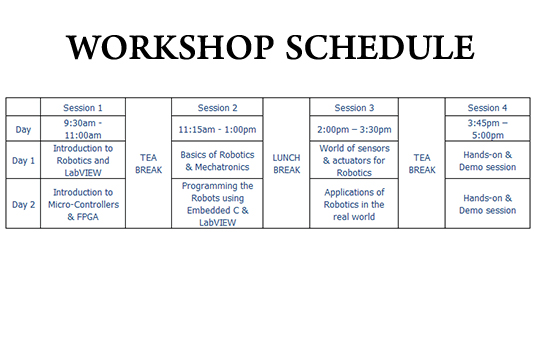 WORKSHOP SCHEDULE
Session 1 Session 2 Session 3 Session 4
Day 9:30am - 11:00am TEA BREAK 11:15am - 1:00pm LUNCH BREAK 2:00pm – 3:30pm TEA BREAK 3:45pm – 5:00pm
Day 1 Introduction to Robotics and LabVIEW Basics of Robotics & Mechatronics World of sensors & actuators for Robotics Hands-on & Demo session
Day 2 Introduction to Micro-Controllers & FPGA Programming the Robots using Embedded C & LabVIEW Applications of Robotics in the real world Hands-on & Demo session